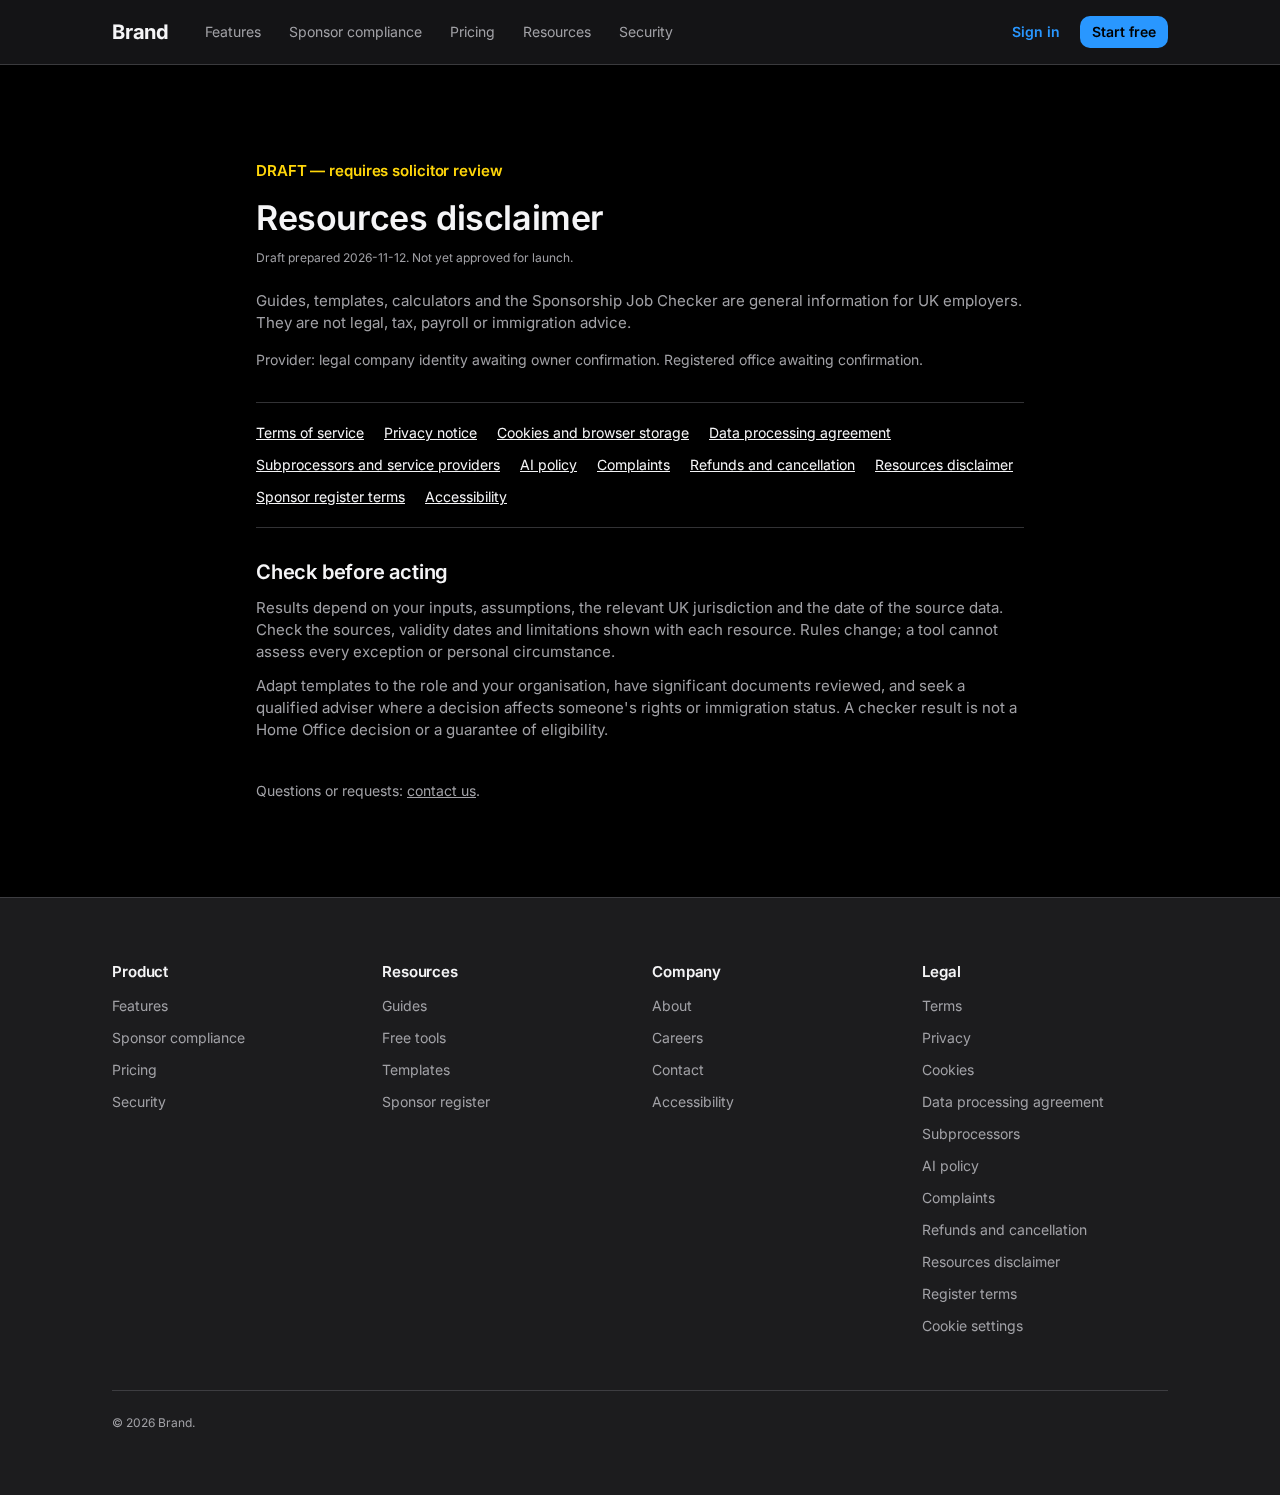 Brand
Features
Sponsor compliance
Pricing
Resources
Security
Sign in
Start free
DRAFT — requires solicitor review
Resources disclaimer
Draft prepared 2026-11-12. Not yet approved for launch.
Guides, templates, calculators and the Sponsorship Job Checker are general information for UK employers.
They are not legal, tax, payroll or immigration advice.
Provider: legal company identity awaiting owner confirmation. Registered office awaiting confirmation.
Terms of service
Privacy notice
Cookies and browser storage
Data processing agreement
Subprocessors and service providers
AI policy
Complaints
Refunds and cancellation
Resources disclaimer
Sponsor register terms
Accessibility
Check before acting
Results depend on your inputs, assumptions, the relevant UK jurisdiction and the date of the source data.
Check the sources, validity dates and limitations shown with each resource. Rules change; a tool cannot
assess every exception or personal circumstance.
Adapt templates to the role and your organisation, have significant documents reviewed, and seek a
qualified adviser where a decision affects someone's rights or immigration status. A checker result is not a
Home Office decision or a guarantee of eligibility.
Questions or requests: contact us.
Product
Features
Sponsor compliance
Pricing
Security
Resources
Guides
Free tools
Templates
Sponsor register
Company
About
Careers
Contact
Accessibility
Legal
Terms
Privacy
Cookies
Data processing agreement
Subprocessors
AI policy
Complaints
Refunds and cancellation
Resources disclaimer
Register terms
Cookie settings
© 2026 Brand.